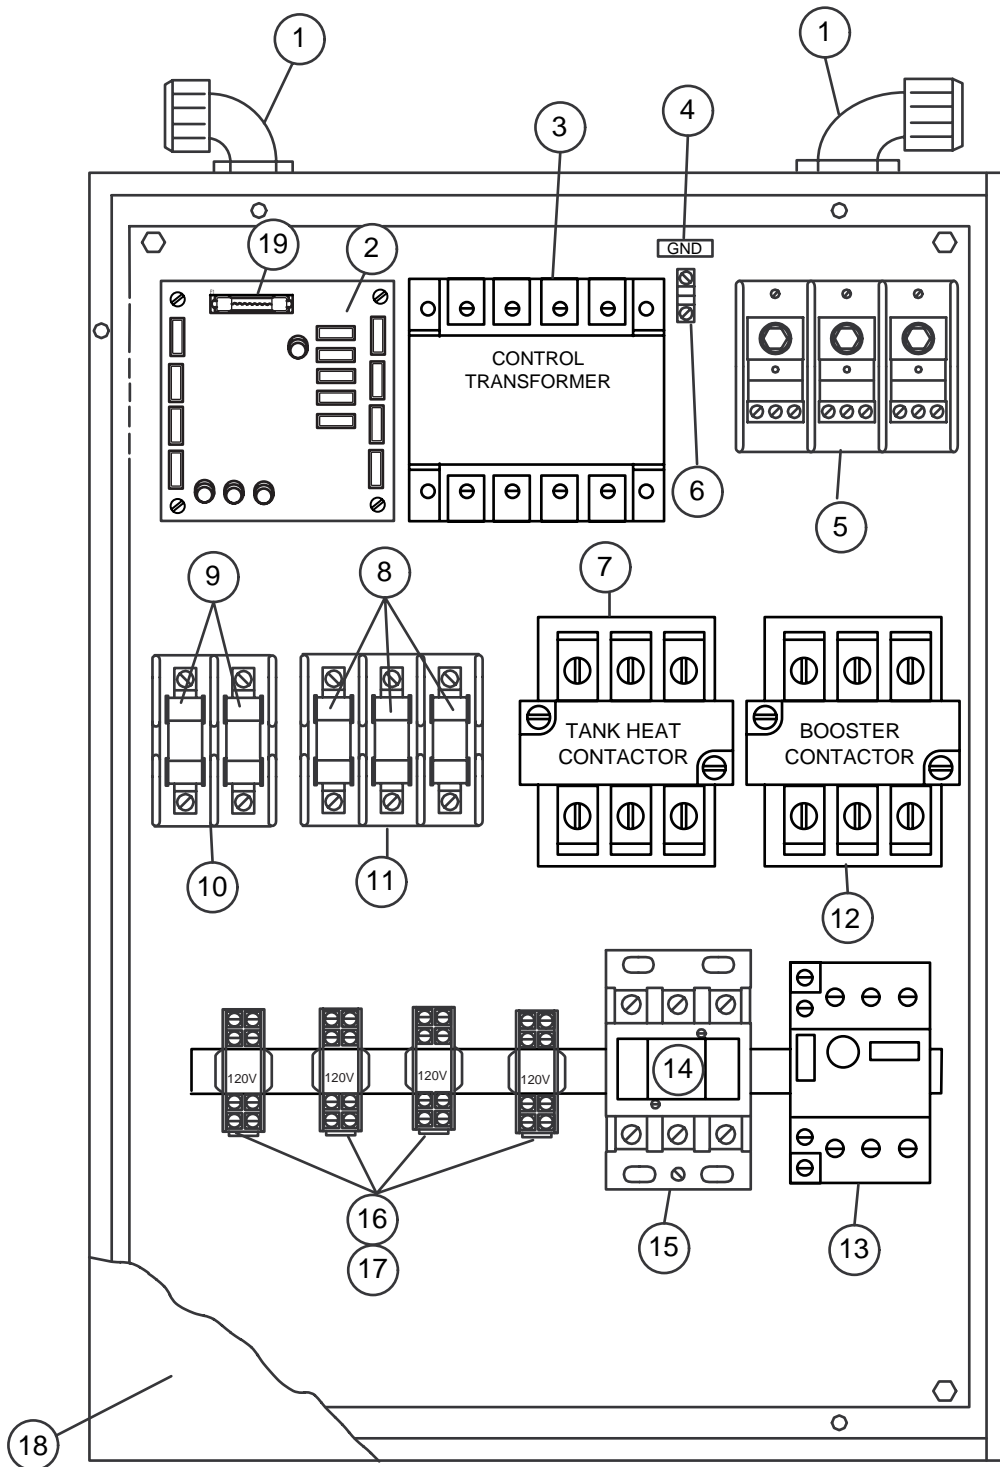 1
1
3
4
19
2
GND
CONTROL
TRANSFORMER
6
5
9
8
7
TANK HEAT
CONTACTOR
BOOSTER
CONTACTOR
10
11
12
120V
120V
120V
120V
14
16
17
15
13
18